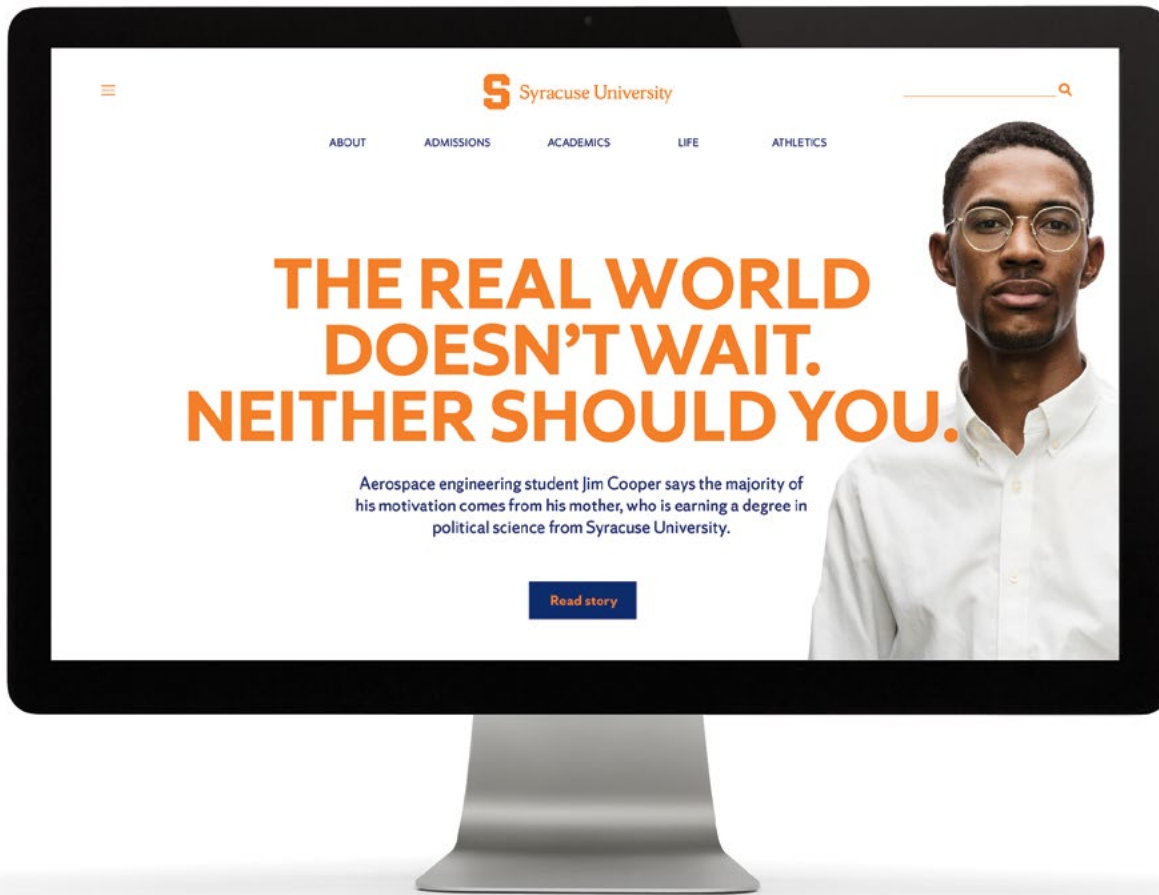 S Syracuse University
ABOUT ADMISSIONS ACADEMICS LIFE ATHLETICS
THE REAL WORLD
DOESN'T WAIT.
NEITHER SHOULD YOU.
Aerospace engineering student Jim Cooper says the majority of
his motivation comes from his mother, who is earning a degree in
political science from Syracuse University.
Read story